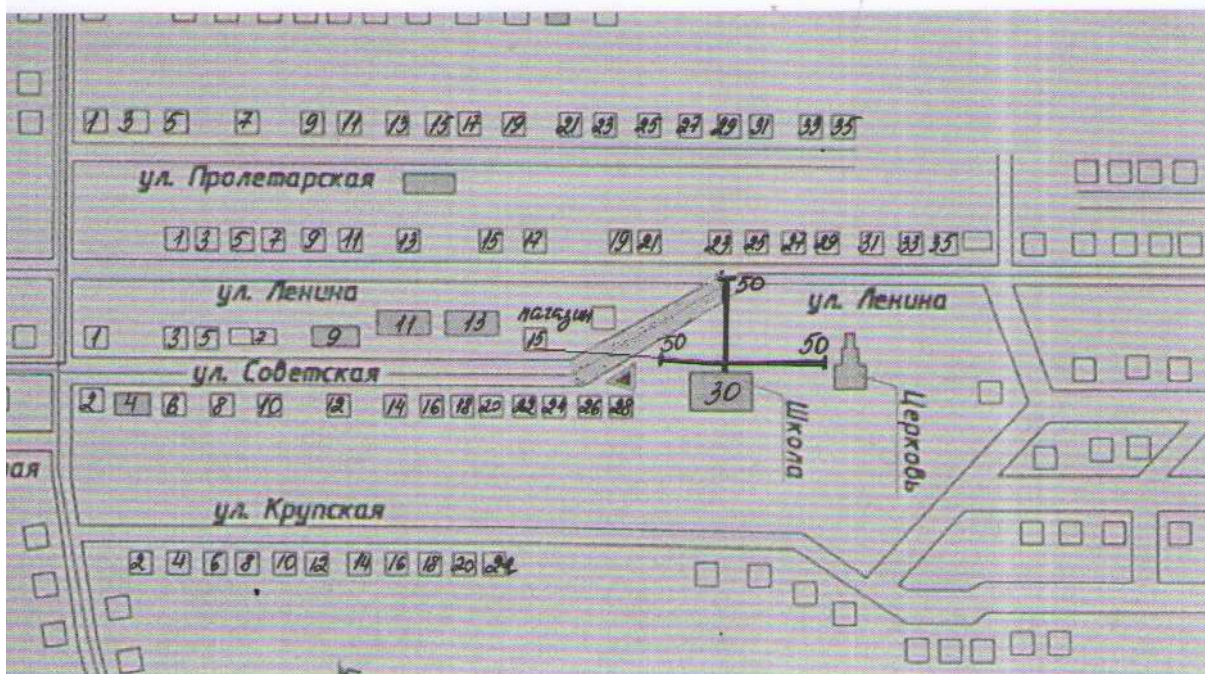 1 3 5 7 9 11 13 15 17 19 21 23 25 27 29 31 33 35
ул. Пролетарская
1 3 5 7 9 11 13 15 17 19 21 23 25 27 29 31 33 35
ул. Ленина
50
ул. Ленина
1 3 5 7 9 11 13
магазин
15
50
50
ул. Советская
2 4 6 8 10 12 14 16 18 20 22 24 26 28
30
Школа
Церковь
ая
ул. Крупская
2 4 6 8 10 12 14 16 18 20